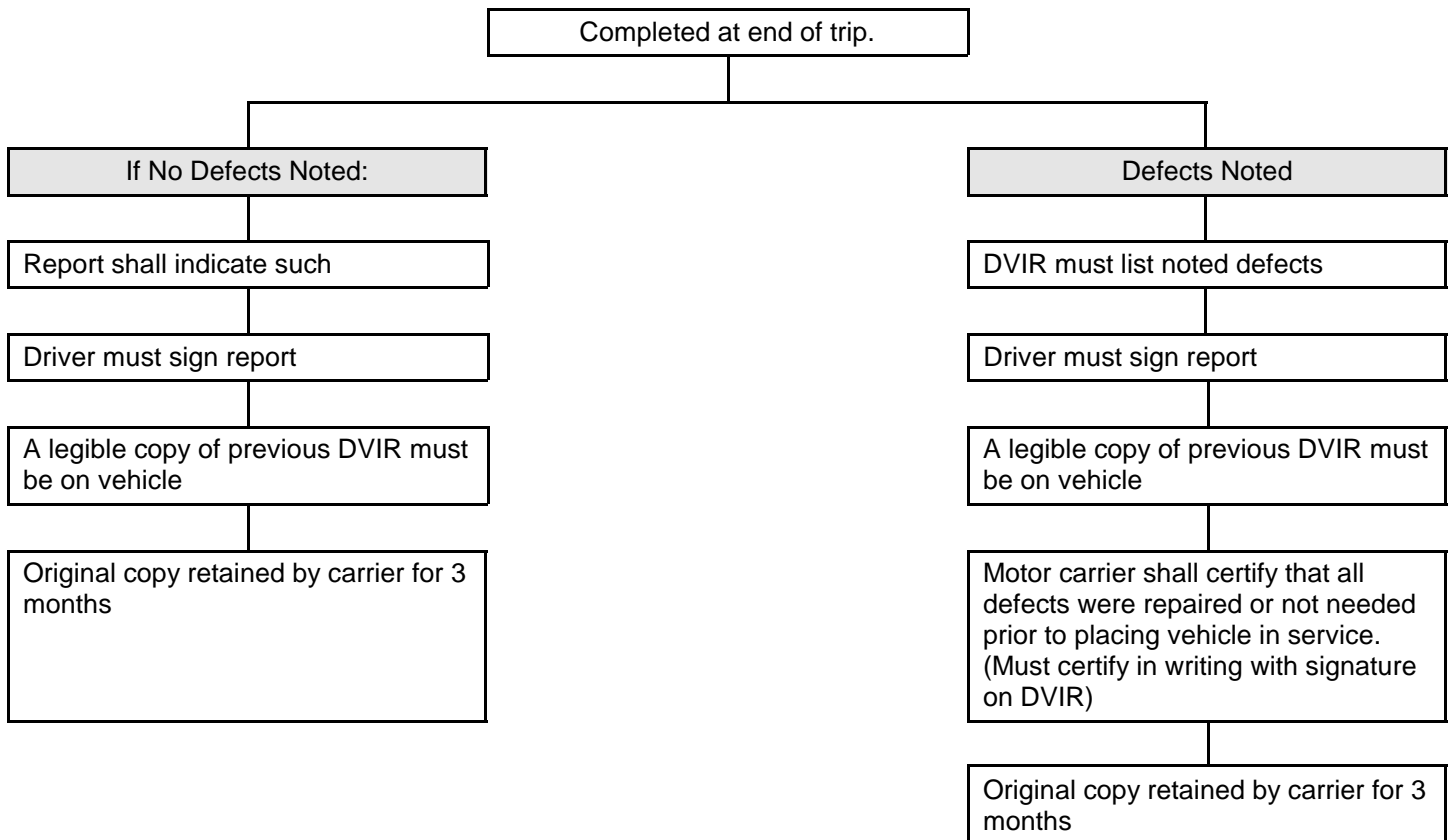 Completed at end of trip.
If No Defects Noted:
Report shall indicate such
Driver must sign report
A legible copy of previous DVIR must
be on vehicle
Original copy retained by carrier for 3
months
Defects Noted
DVIR must list noted defects
Driver must sign report
A legible copy of previous DVIR must
be on vehicle
Motor carrier shall certify that all
defects were repaired or not needed
prior to placing vehicle in service.
(Must certify in writing with signature
on DVIR)
Original copy retained by carrier for 3
months